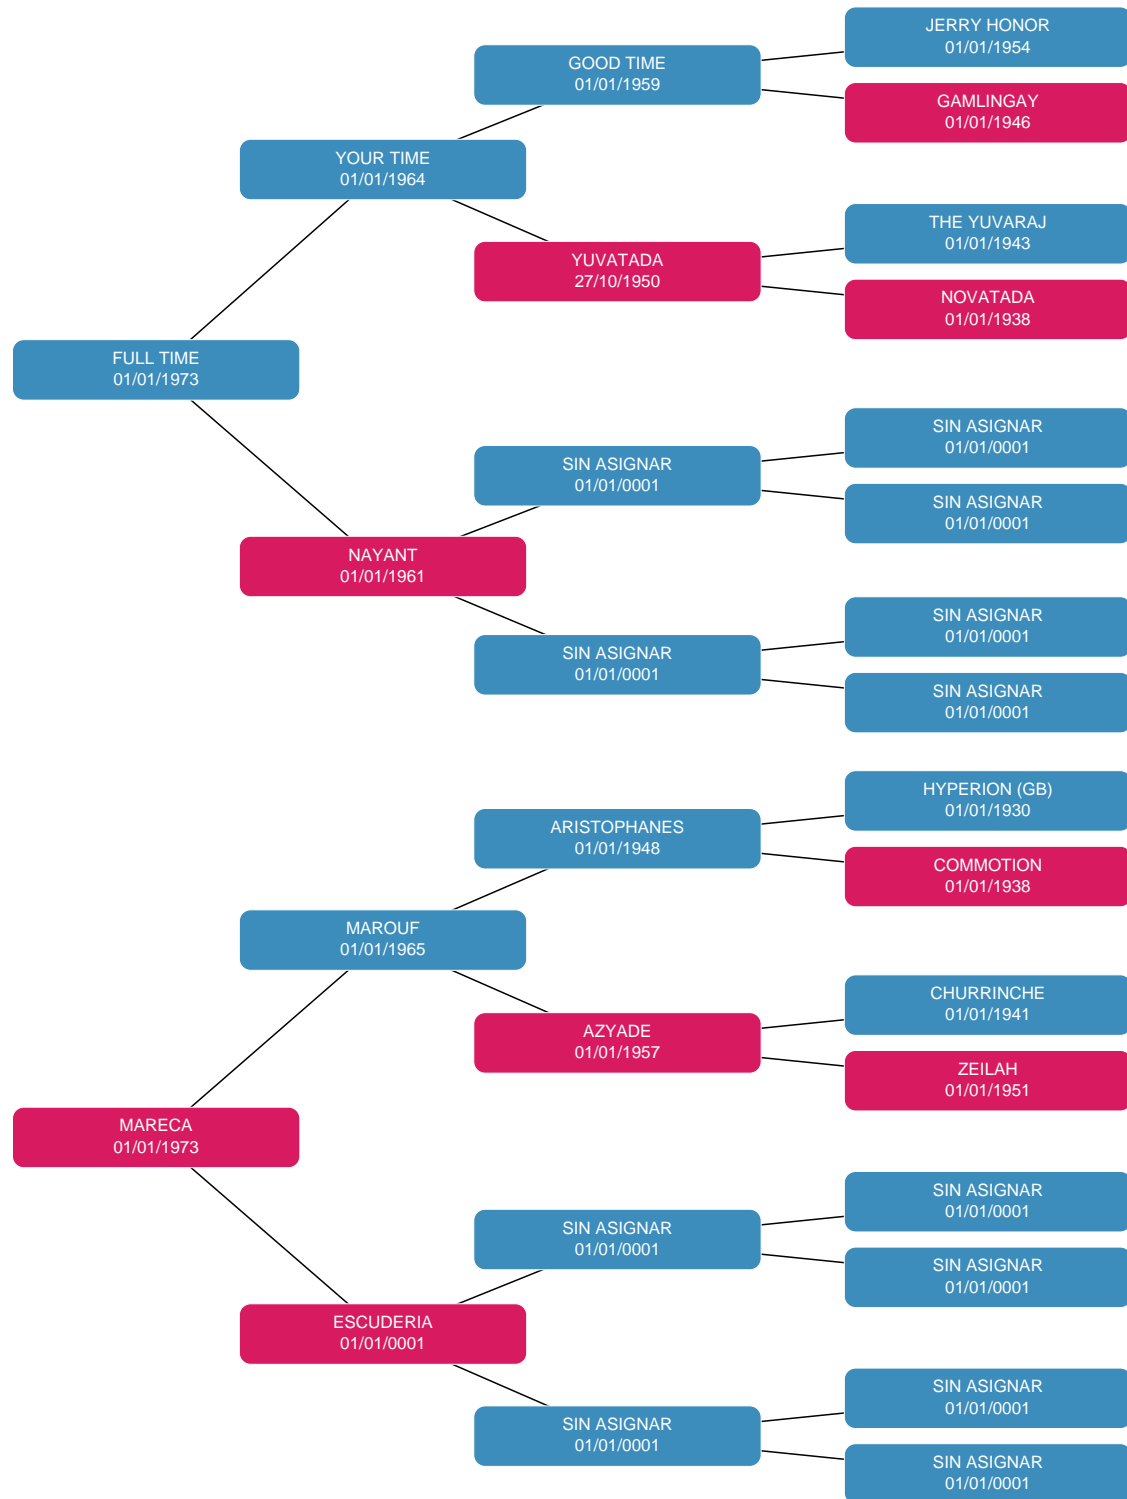 JERRY HONOR
01/01/1954
GOOD TIME
01/01/1959
GAMLINGAY
01/01/1946
YOUR TIME
01/01/1964
THE YUVARAJ
01/01/1943
YUVATADA
27/10/1950
NOVATADA
01/01/1938
FULL TIME
01/01/1973
SIN ASIGNAR
01/01/0001
SIN ASIGNAR
01/01/0001
SIN ASIGNAR
01/01/0001
NAYANT
01/01/1961
SIN ASIGNAR
01/01/0001
SIN ASIGNAR
01/01/0001
SIN ASIGNAR
01/01/0001
HYPERION (GB)
01/01/1930
ARISTOPHANES
01/01/1948
COMMOTION
01/01/1938
MAROUF
01/01/1965
CHURRINCHE
01/01/1941
AZYADE
01/01/1957
ZEILAH
01/01/1951
MARECA
01/01/1973
SIN ASIGNAR
01/01/0001
SIN ASIGNAR
01/01/0001
SIN ASIGNAR
01/01/0001
ESCUDERIA
01/01/0001
SIN ASIGNAR
01/01/0001
SIN ASIGNAR
01/01/0001
SIN ASIGNAR
01/01/0001